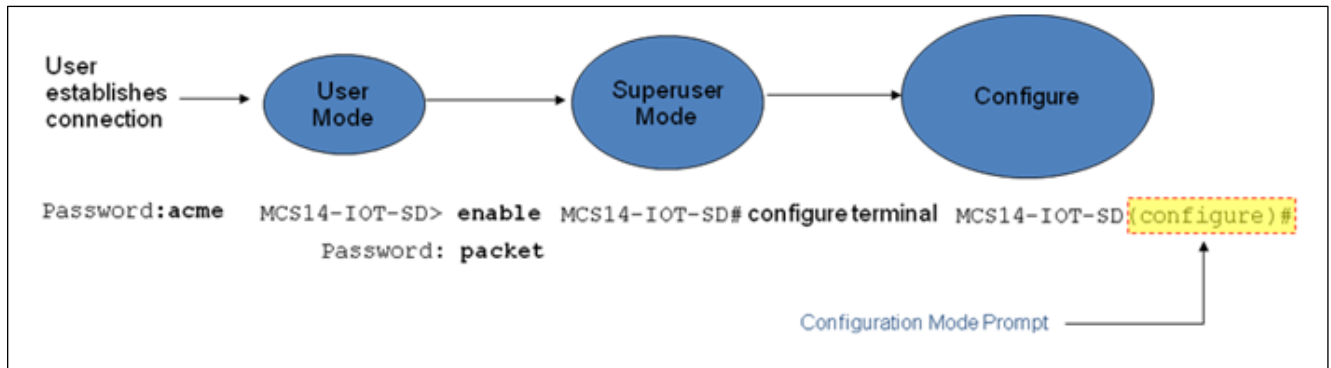 User
establishes
connection
User
Mode
Superuser
Mode
Configure
Password:acme
MCS14-IOT-SD> enable
Password: packet
MCS14-IOT-SD# configure terminal
MCS14-IOT-SD(configure)#
Configuration Mode Prompt